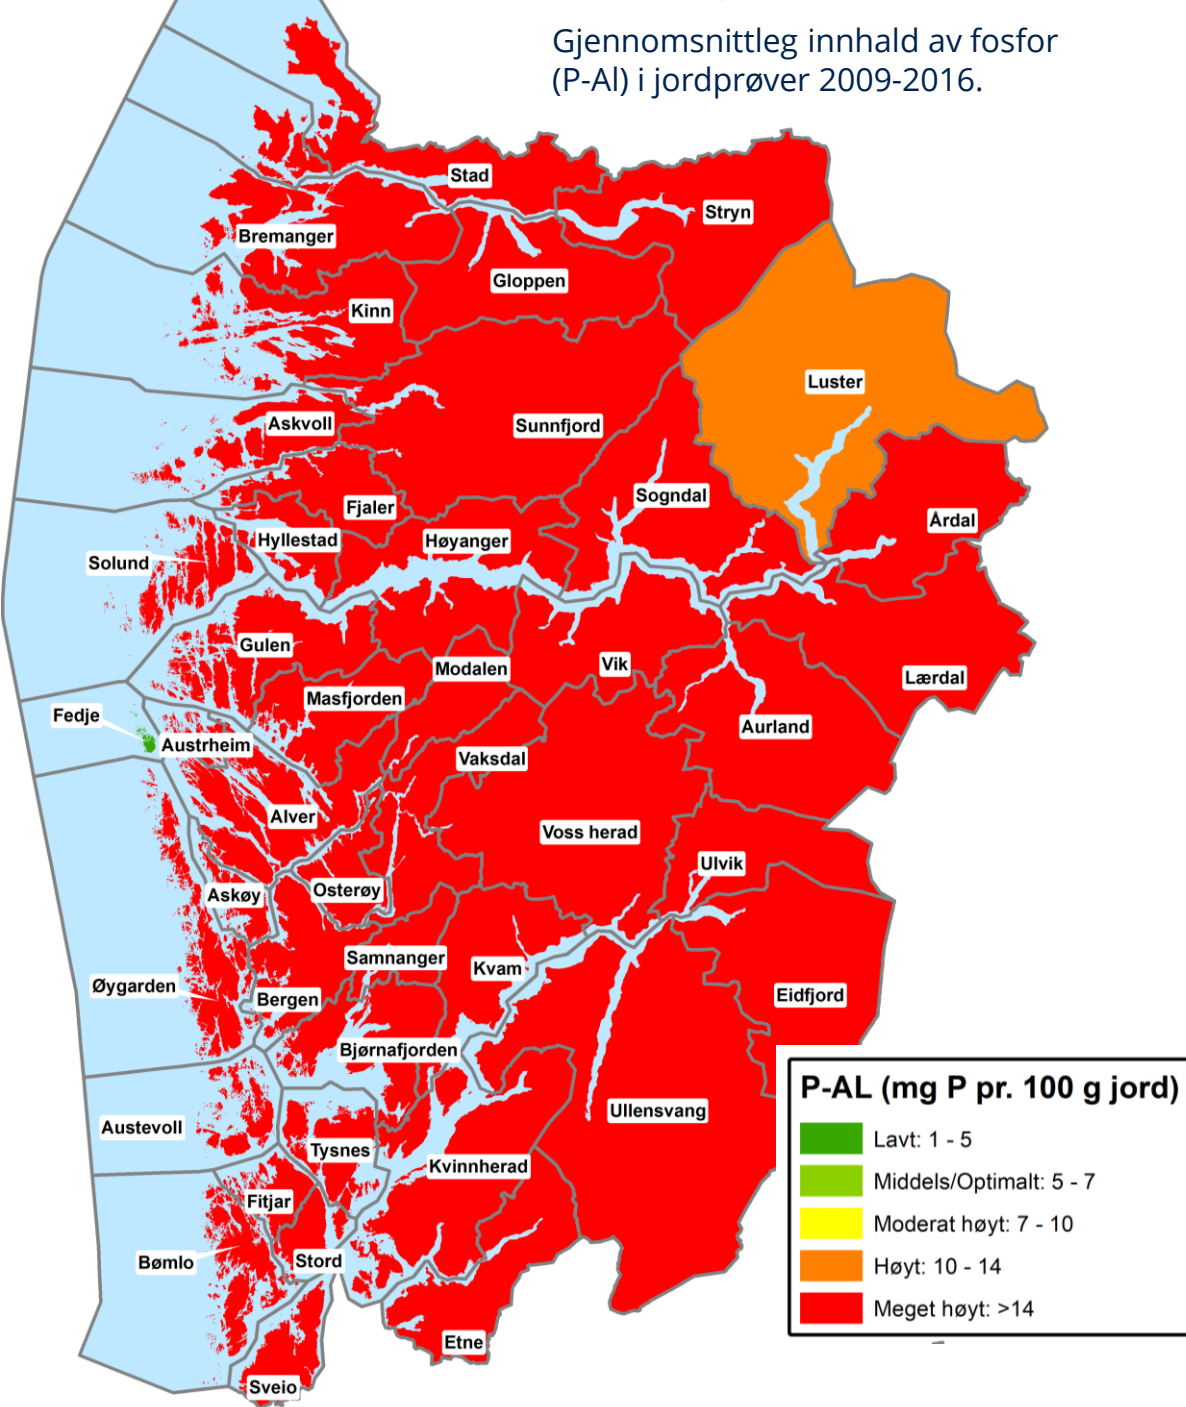 Gjennomsnittleg innhald av fosfor
(P-Al) i jordprøver 2009-2016.
Stad
Stryn
Bremanger
Gloppen
Kinn
Luster
Askvoll
Sunnfjord
Sogndal
Fjaler
Årdal
Hyllestad
Høyanger
Solund
Gulen
Vik
Modalen
Lærdal
Masfjorden
Fedje
Aurland
Austrheim
Vaksdal
Alver
Voss herad
Ulvik
Osterøy
Askøy
Samnanger
Kvam
Øygarden
Eidfjord
Bergen
Bjørnafjorden
Ullensvang
Austevoll
Tysnes
Kvinnherad
Fitjar
Bømlo
Stord
Etne
Sveio
P-AL (mg P pr. 100 g jord)
Lavt: 1 - 5
Middels/Optimalt: 5 - 7
Moderat høyt: 7 - 10
Høyt: 10 - 14
Meget høyt: >14